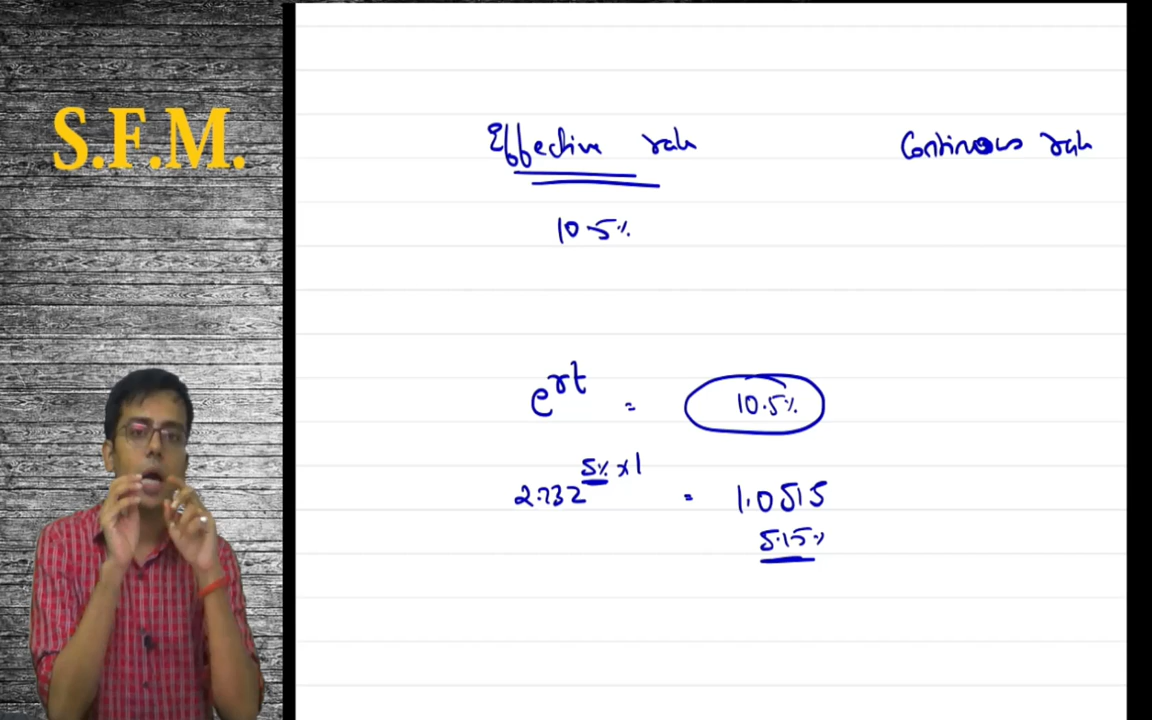 S.F.M.
Effective rate Continous rate
10.5%
e^rt = 10.5%
2.732^5%×1 = 1.0515
5.15%